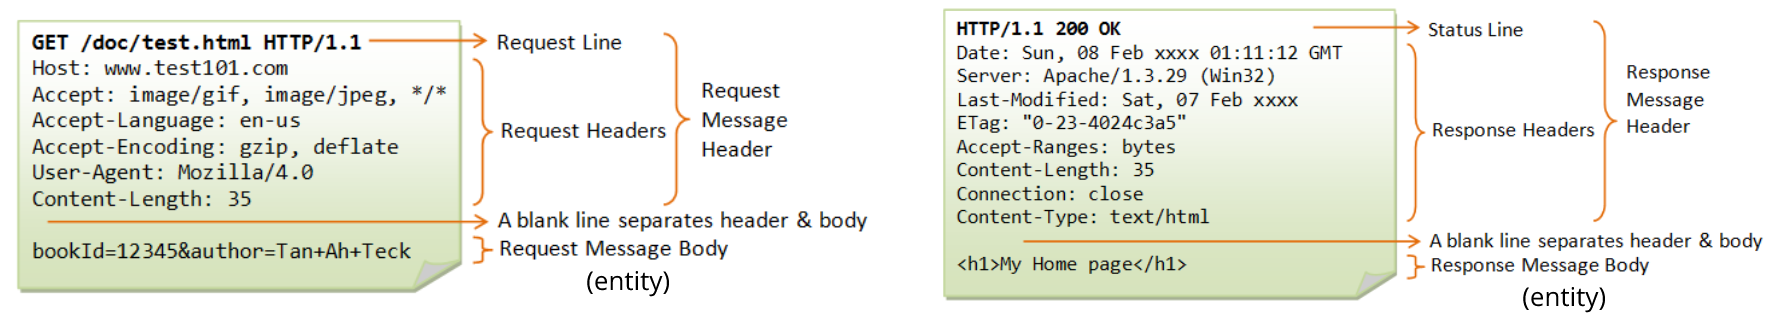 GET /doc/test.html HTTP/1.1
Host: www.test101.com
Accept: image/gif, image/jpeg, */*
Accept-Language: en-us
Accept-Encoding: gzip, deflate
User-Agent: Mozilla/4.0
Content-Length: 35
bookId=12345&author=Tan+Ah+Teck
Request Line
Request Headers
Request
Message
Header
A blank line separates header & body
Request Message Body
(entity)
HTTP/1.1 200 OK
Date: Sun, 08 Feb xxxx 01:11:12 GMT
Server: Apache/1.3.29 (Win32)
Last-Modified: Sat, 07 Feb xxxx
ETag: "0-23-4024c3a5"
Accept-Ranges: bytes
Content-Length: 35
Connection: close
Content-Type: text/html
<h1>My Home page</h1>
Status Line
Response Headers
Response
Message
Header
A blank line separates header & body
Response Message Body
(entity)